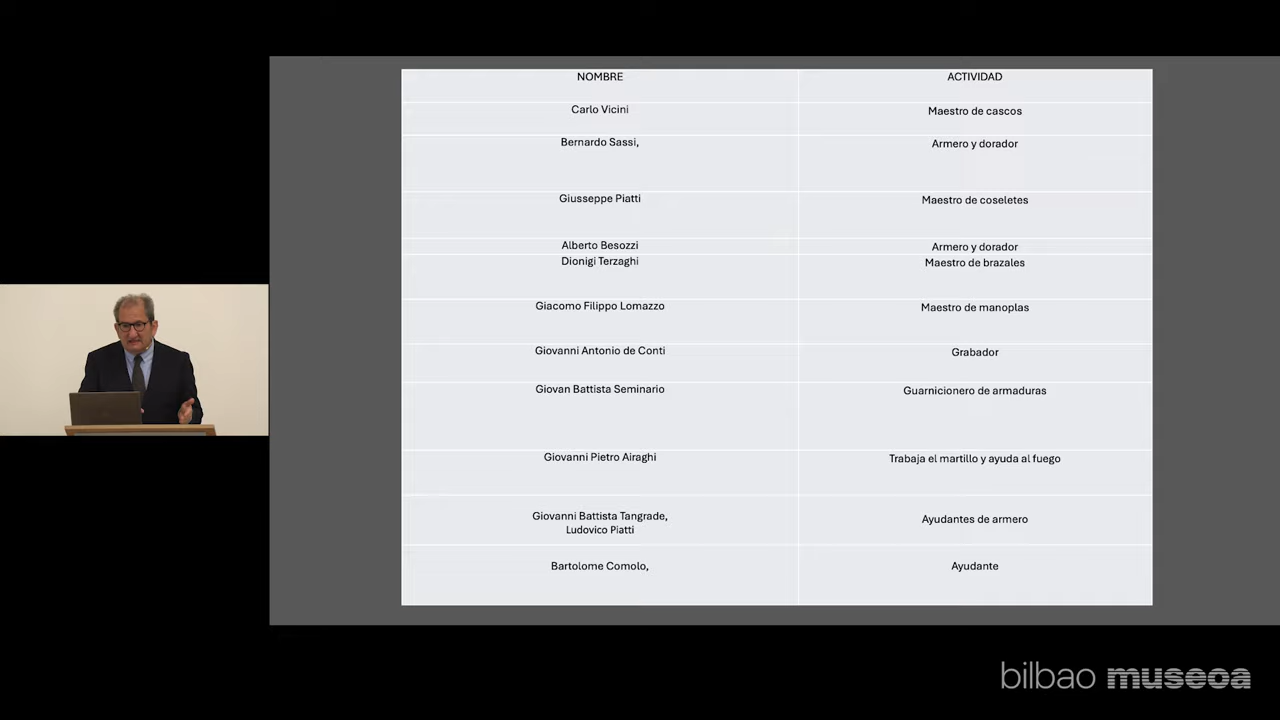 NOMBRE ACTIVIDAD
Carlo Vicini Maestro de cascos
Bernardo Sassi, Armero y dorador
Giusseppe Piatti Maestro de coseletes
Alberto Besozzi Armero y dorador
Dionigi Terzaghi Maestro de brazales
Giacomo Filippo Lomazzo Maestro de manoplas
Giovanni Antonio de Conti Grabador
Giovan Battista Seminario Guarnicionero de armaduras
Giovanni Pietro Airaghi Trabaja el martillo y ayuda al fuego
Giovanni Battista Tangrade, Ayudantes de armero
Ludovico Piatti
Bartolome Comolo, Ayudante
bilbao museoa